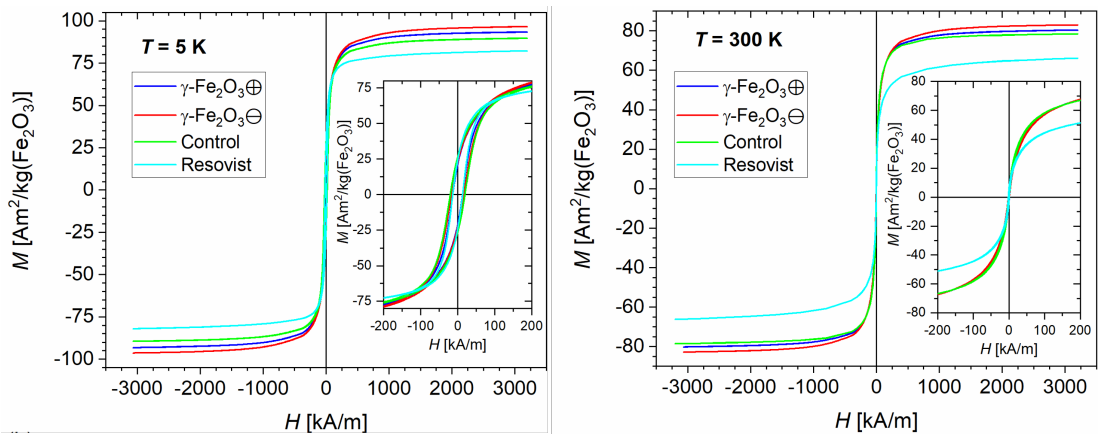 T = 5 K
γ-Fe₂O₃⊕
γ-Fe₂O₃⊖
Control
Resovist
M [Am²/kg(Fe₂O₃)]
100
75
50
25
0
-25
-50
-75
-100
-3000 -2000 -1000 0 1000 2000 3000
H [kA/m]
M [Am²/kg(Fe₂O₃)]
75
50
25
0
-25
-50
-75
-200 -100 0 100 200
H [kA/m]
T = 300 K
γ-Fe₂O₃⊕
γ-Fe₂O₃⊖
Control
Resovist
M [Am²/kg(Fe₂O₃)]
80
60
40
20
0
-20
-40
-60
-80
-3000 -2000 -1000 0 1000 2000 3000
H [kA/m]
M [Am²/kg(Fe₂O₃)]
80
60
40
20
0
-20
-40
-60
-80
-200 -100 0 100 200
H [kA/m]